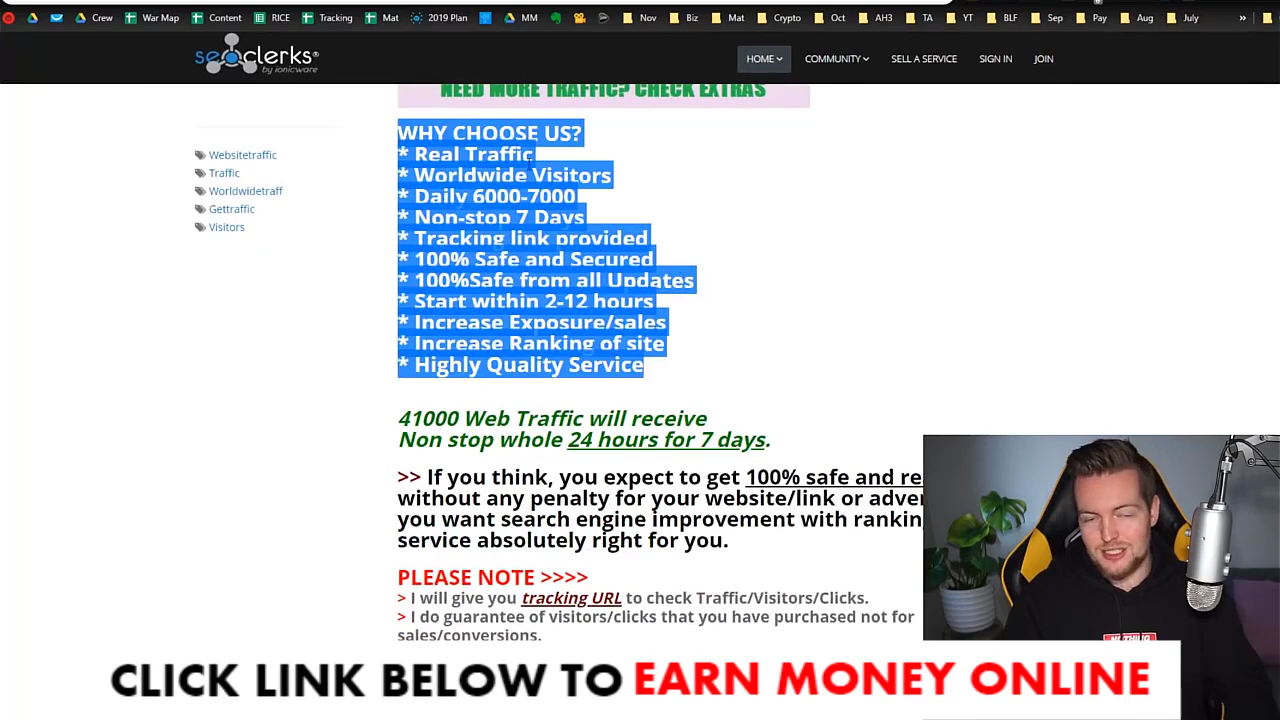 Crew
War Map
Content
RICE
Tracking
Mat
2019 Plan
MM
Nov
Biz
Mat
Crypto
Oct
AH3
TA
YT
BLF
Sep
Pay
Aug
July
»
seoclerks®
by ionicware
HOME
COMMUNITY
SELL A SERVICE
SIGN IN
JOIN
NEED MORE TRAFFIC? CHECK EXTRAS
Websitetraffic
Traffic
Worldwidetraff
Gettraffic
Visitors
WHY CHOOSE US?
* Real Traffic
* Worldwide Visitors
* Daily 6000-7000
* Non-stop 7 Days
* Tracking link provided
* 100% Safe and Secured
* 100%Safe from all Updates
* Start within 2-12 hours
* Increase Exposure/sales
* Increase Ranking of site
* Highly Quality Service
41000 Web Traffic will receive
Non stop whole 24 hours for 7 days.
>> If you think, you expect to get 100% safe and re
without any penalty for your website/link or adver
you want search engine improvement with rankin
service absolutely right for you.
PLEASE NOTE >>>>
> I will give you tracking URL to check Traffic/Visitors/Clicks.
> I do guarantee of visitors/clicks that you have purchased not for
sales/conversions.
CLICK LINK BELOW TO EARN MONEY ONLINE